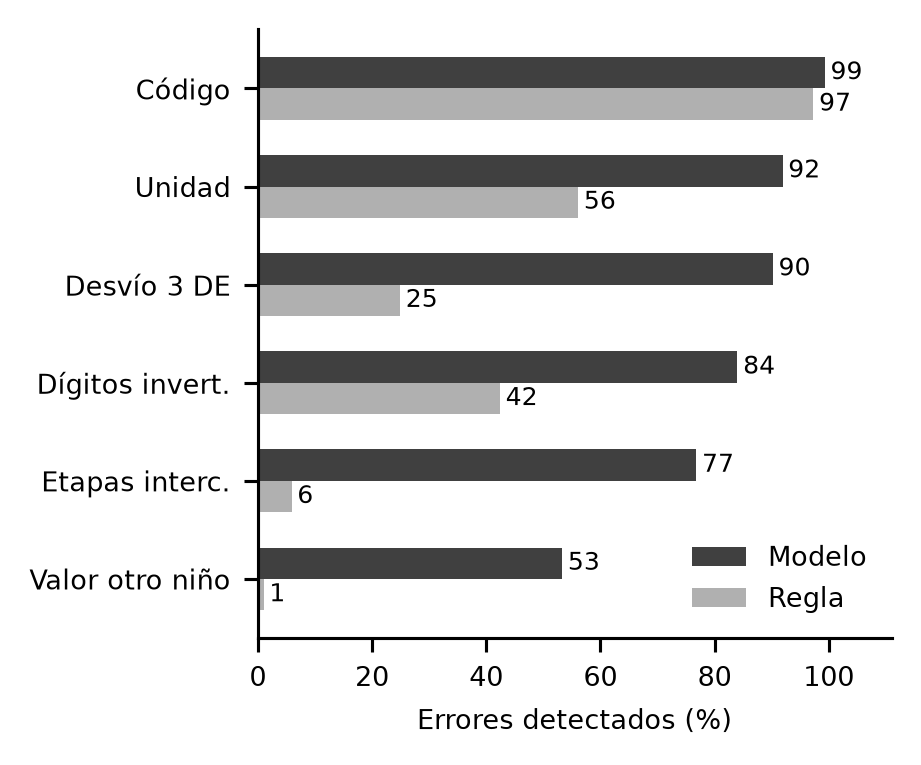 Código
99
97
Unidad
92
56
Desvío 3 DE
90
25
Dígitos invert.
84
42
Etapas interc.
77
6
Valor otro niño
53
1
Modelo
Regla
0 20 40 60 80 100
Errores detectados (%)